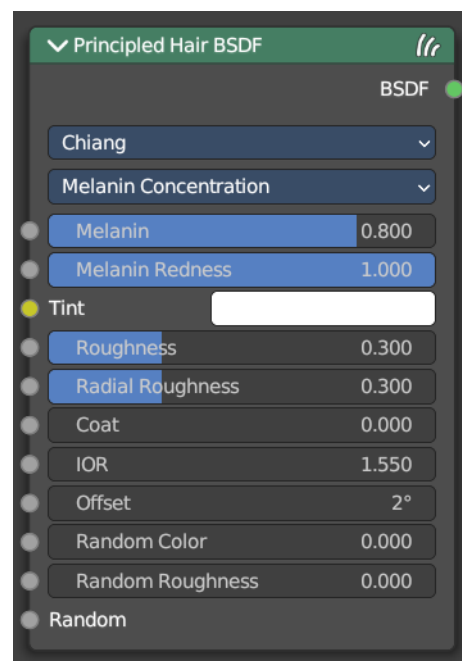 Principled Hair BSDF
BSDF
Chiang
Melanin Concentration
Melanin 0.800
Melanin Redness 1.000
Tint
Roughness 0.300
Radial Roughness 0.300
Coat 0.000
IOR 1.550
Offset 2°
Random Color 0.000
Random Roughness 0.000
Random